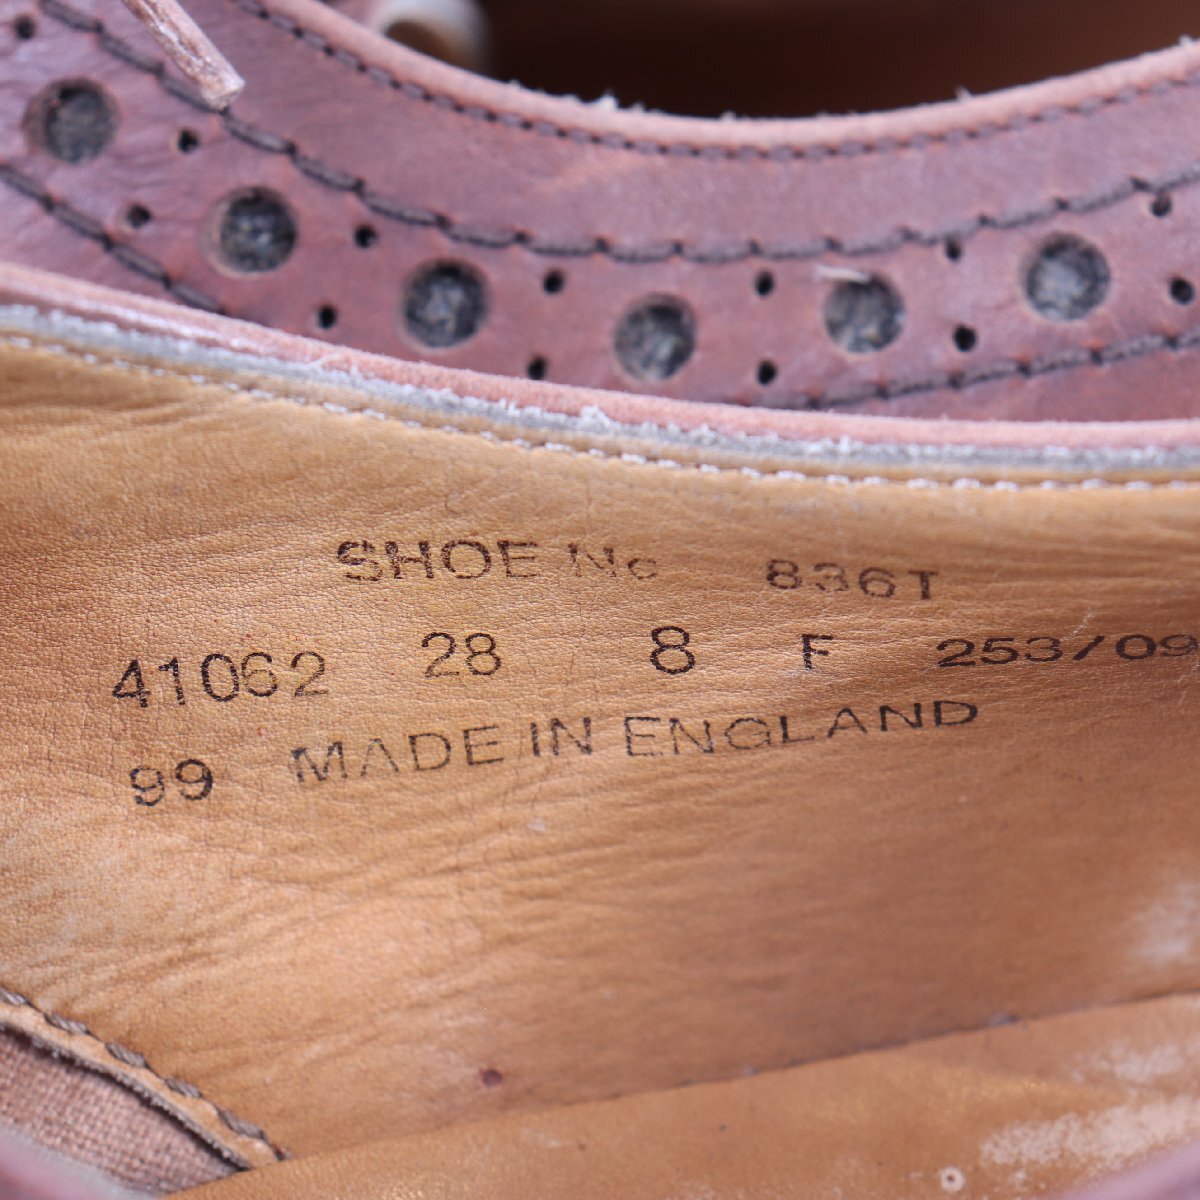 SHOE No 836T
41062 28 8 F 253/09
99 MADE IN ENGLAND